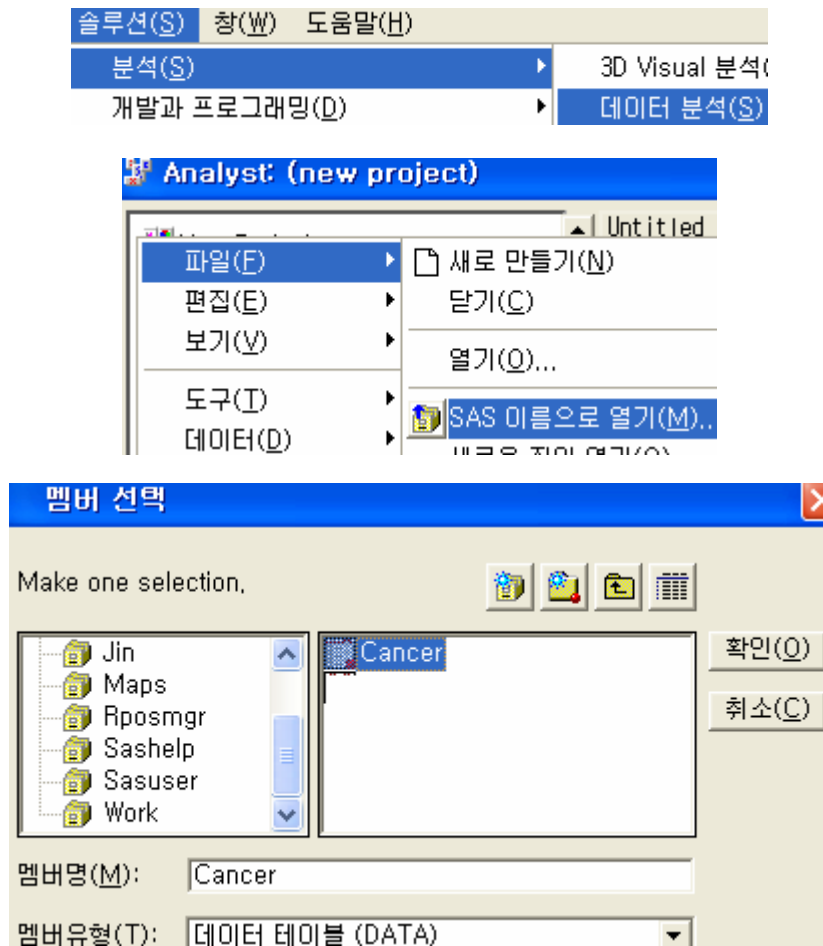 솔루션(S) 창(W) 도움말(H)
분석(S) 3D Visual 분석(
개발과 프로그래밍(D) 데이터 분석(S)
Analyst: (new project)
Untitled
파일(F) 새로 만들기(N)
편집(E) 닫기(C)
보기(V)
열기(O)...
도구(T)
SAS 이름으로 열기(M)..
데이터(D)
멤버 선택
Make one selection,
Jin Cancer 확인(O)
Maps
Rposmgr 취소(C)
Sashelp
Sasuser
Work
멤버명(M): Cancer
멤버유형(T): 데이터 테이블 (DATA)